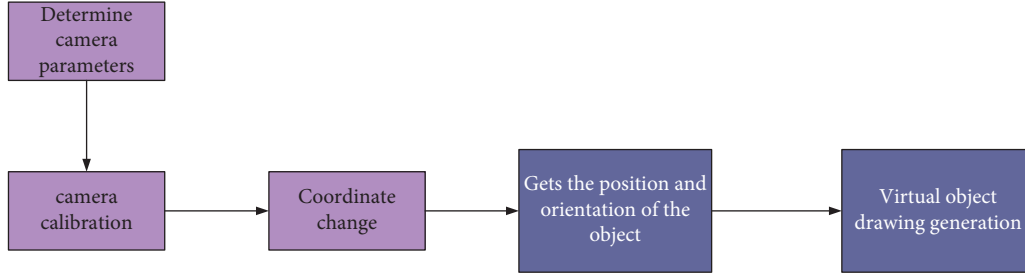 Determine
camera
parameters
camera
calibration
Coordinate
change
Gets the position and
orientation of the
object
Virtual object
drawing generation